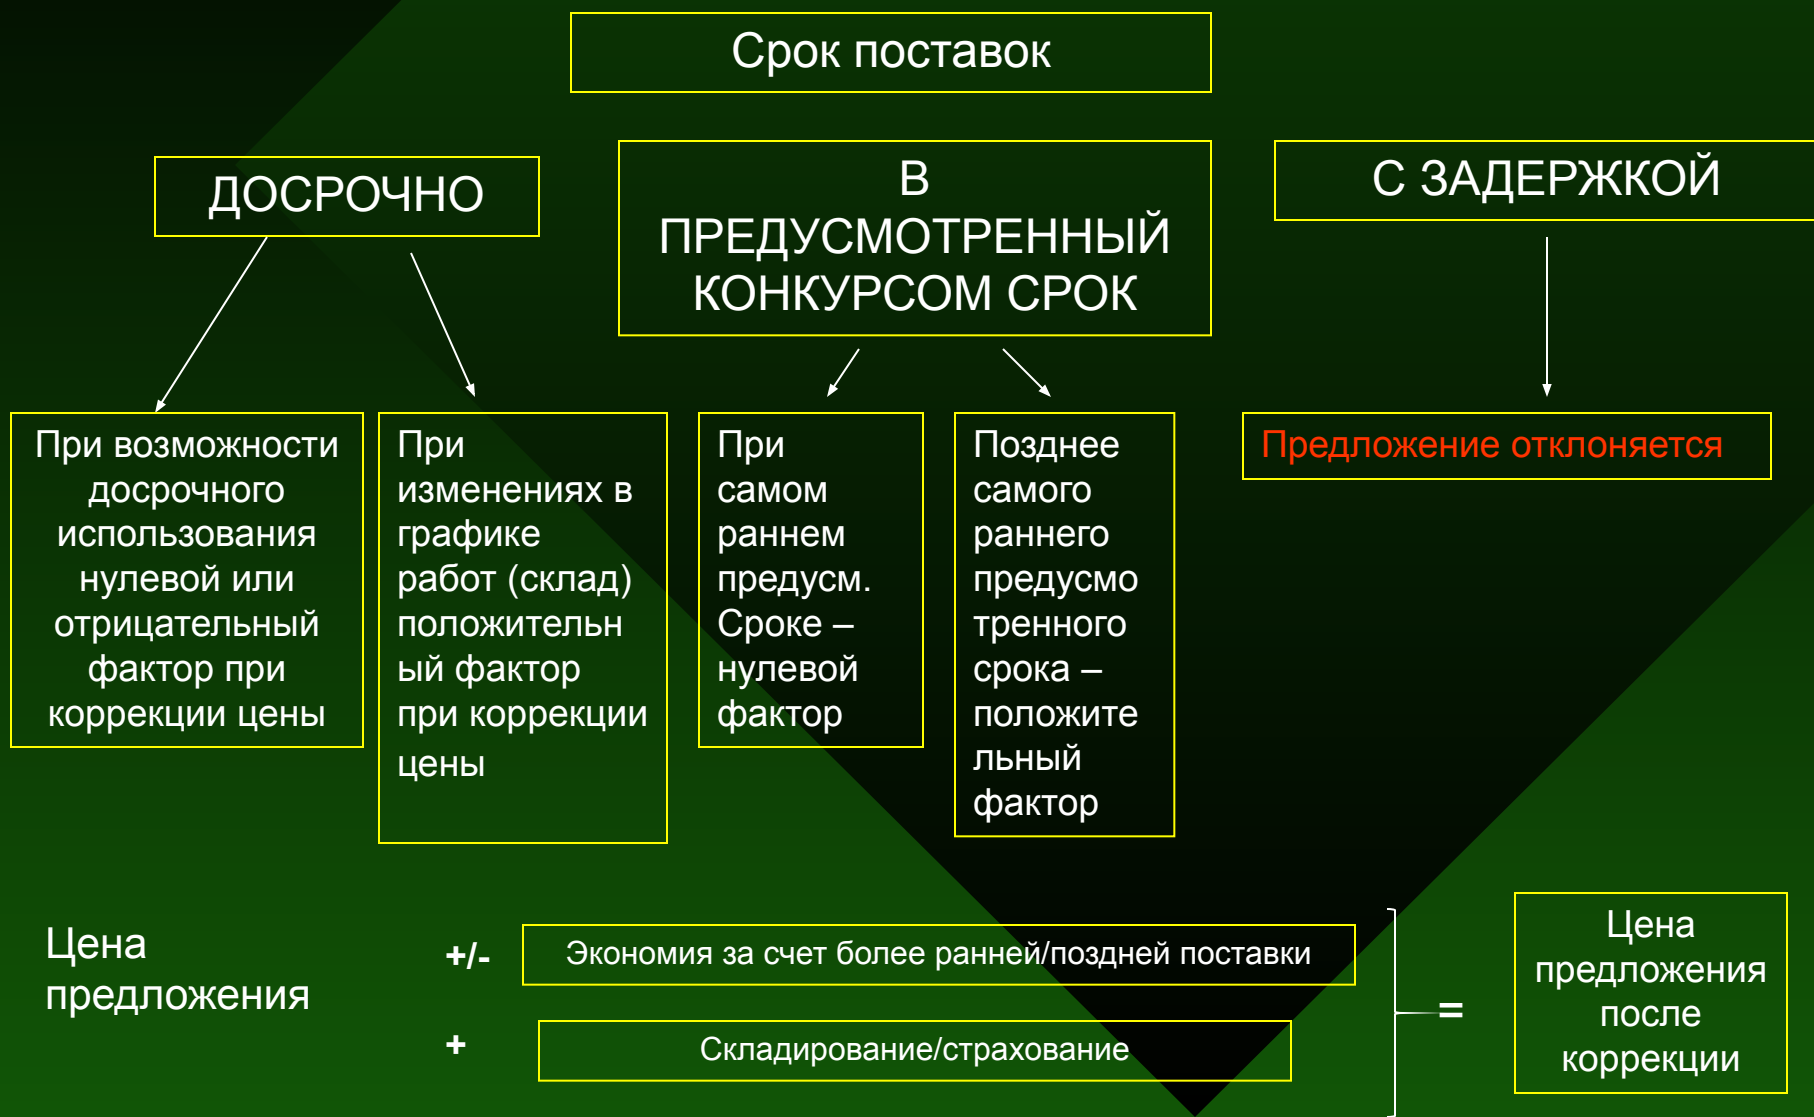 Срок поставок
ДОСРОЧНО
В
ПРЕДУСМОТРЕННЫЙ
КОНКУРСОМ СРОК
С ЗАДЕРЖКОЙ
При возможности
досрочного
использования
нулевой или
отрицательный
фактор при
коррекции цены
При
изменениях в
графике
работ (склад)
положительн
ый фактор
при коррекции
цены
При
самом
раннем
предусм.
Сроке –
нулевой
фактор
Позднее
самого
раннего
предусмо
тренного
срока –
положите
льный
фактор
Предложение отклоняется
Цена
предложения
+/-
Экономия за счет более ранней/поздней поставки
+
Складирование/страхование
=
Цена
предложения
после
коррекции